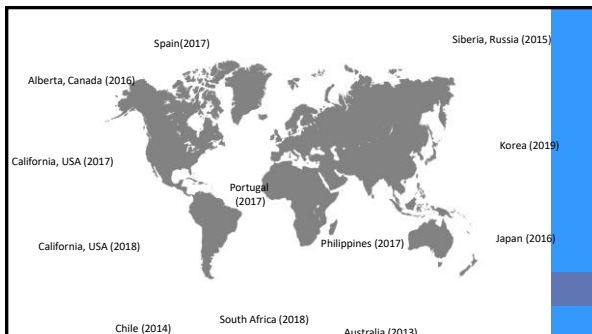 Spain(2017)
Siberia, Russia (2015)
Alberta, Canada (2016)
Korea (2019)
California, USA (2017)
Portugal
(2017)
California, USA (2018)
Philippines (2017)
Japan (2016)
South Africa (2018)
Chile (2014)
Australia (2013)